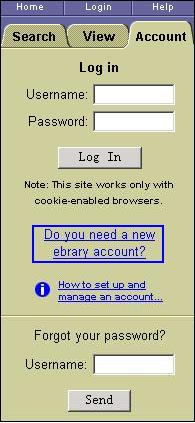 Home Login Help
Search View Account
Log in
Username:
Password:
Log In
Note: This site works only with
cookie-enabled browsers.
Do you need a new
ebrary account?
How to set up and
manage an account...
Forgot your password?
Username:
Send